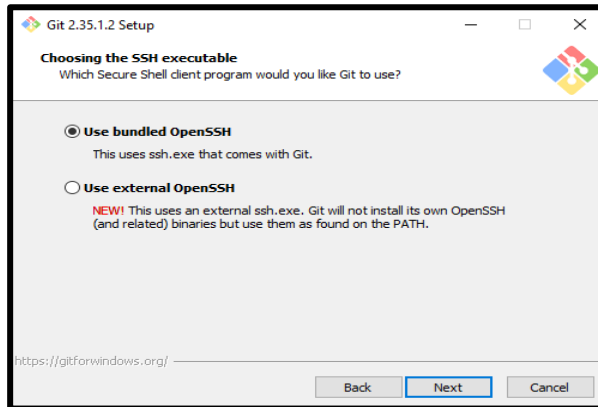 Git 2.35.1.2 Setup
Choosing the SSH executable
Which Secure Shell client program would you like Git to use?
Use bundled OpenSSH
This uses ssh.exe that comes with Git.
Use external OpenSSH
NEW! This uses an external ssh.exe. Git will not install its own OpenSSH
(and related) binaries but use them as found on the PATH.
https://gitforwindows.org/
Back Next Cancel